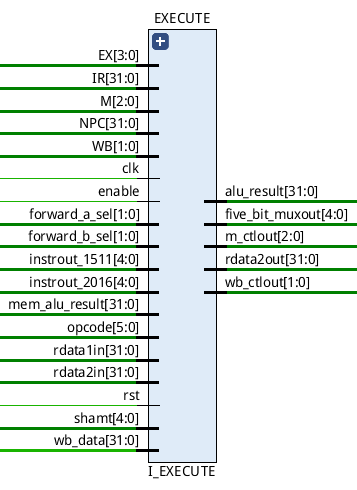 EXECUTE
EX[3:0]
IR[31:0]
M[2:0]
NPC[31:0]
WB[1:0]
clk
enable
alu_result[31:0]
forward_a_sel[1:0]
five_bit_muxout[4:0]
forward_b_sel[1:0]
m_ctlout[2:0]
instrout_1511[4:0]
rdata2out[31:0]
instrout_2016[4:0]
wb_ctlout[1:0]
mem_alu_result[31:0]
opcode[5:0]
rdata1in[31:0]
rdata2in[31:0]
rst
shamt[4:0]
wb_data[31:0]
I_EXECUTE